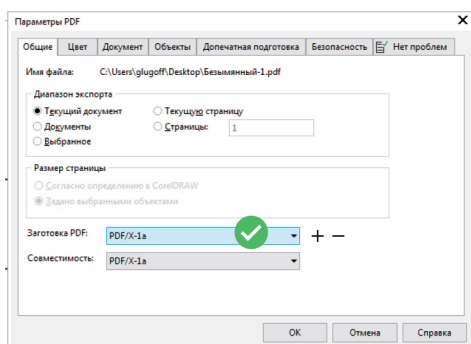 Параметры PDF
Общие Цвет Документ Объекты Допечатная подготовка Безопасность Нет проблем
Имя файла: C:\Users\glugoff\Desktop\Безымянный-1.pdf
Диапазон экспорта
Текущий документ Текущую страницу
Документы Страницы: 1
Выбранное
Размер страницы
Согласно определению в CorelDRAW
Задано выбранными объектами
Заготовка PDF: PDF/X-1a
Совместимость: PDF/X-1a
OK Отмена Справка